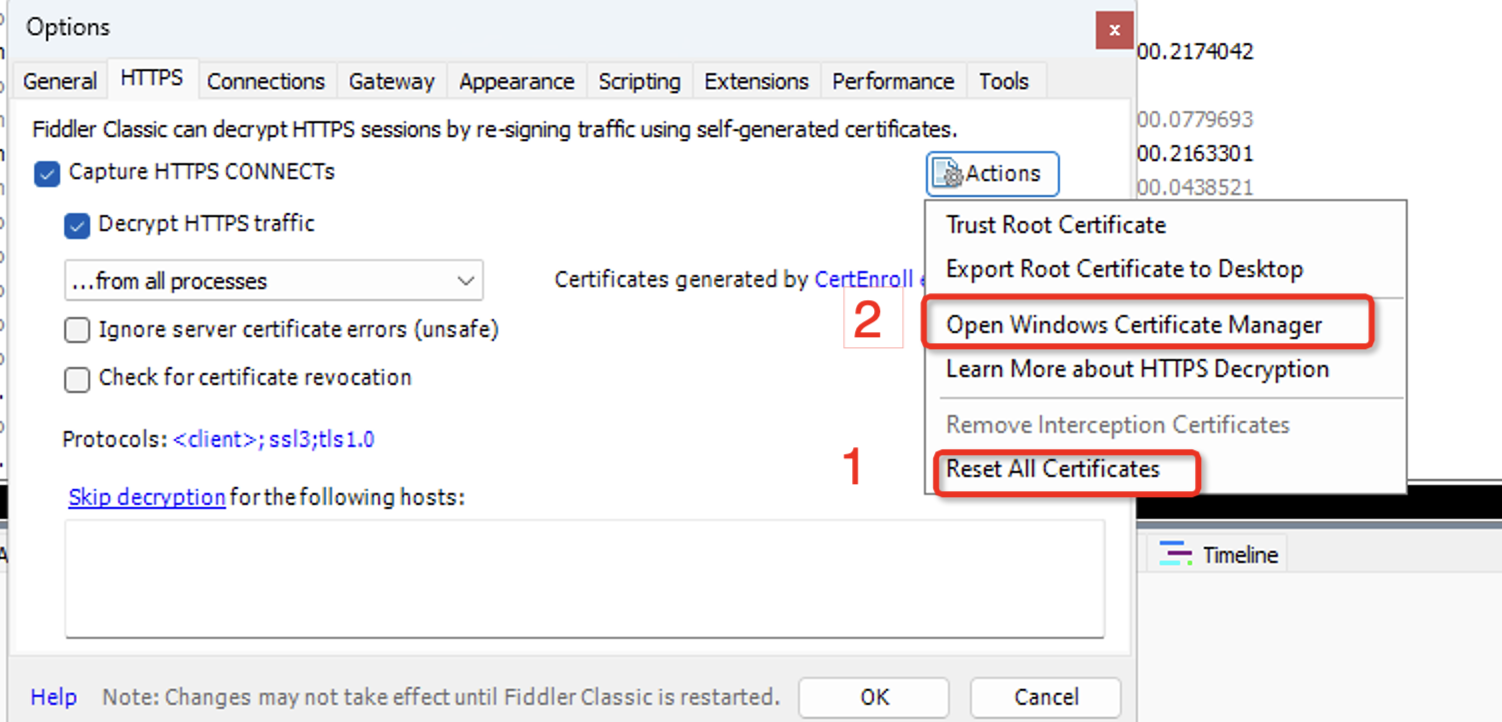 Options
x
00.2174042
General HTTPS Connections Gateway Appearance Scripting Extensions Performance Tools
Fiddler Classic can decrypt HTTPS sessions by re-signing traffic using self-generated certificates.
00.0779693
00.2163301
00.0438521
Capture HTTPS CONNECTs
Actions
Decrypt HTTPS traffic
Trust Root Certificate
...from all processes
Certificates generated by CertEnroll
Export Root Certificate to Desktop
2
Open Windows Certificate Manager
Ignore server certificate errors (unsafe)
Learn More about HTTPS Decryption
Check for certificate revocation
Remove Interception Certificates
Protocols: <client>;ssl3;tls1.0
1
Reset All Certificates
Skip decryption for the following hosts:
Timeline
Help Note: Changes may not take effect until Fiddler Classic is restarted.
OK
Cancel